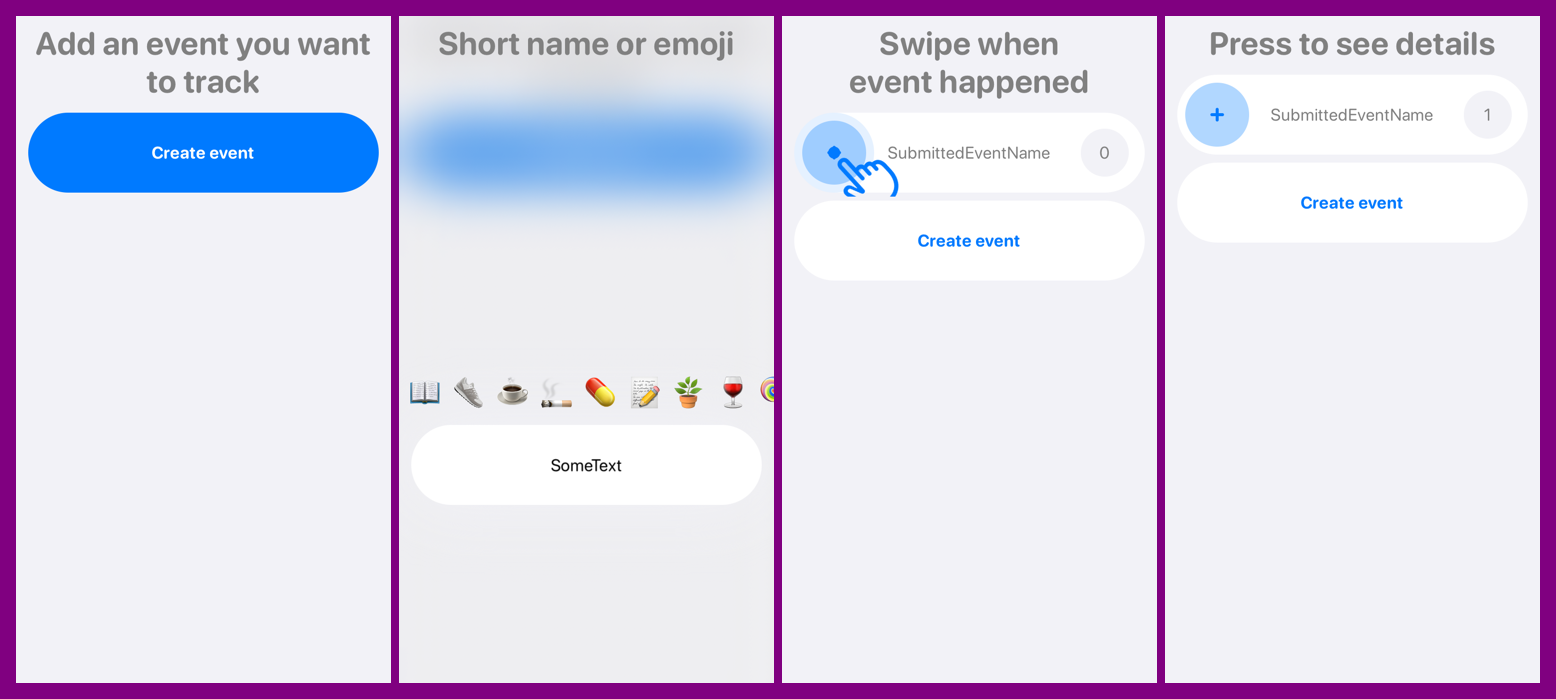 Add an event you want
to track
Create event
Short name or emoji
SomeText
Swipe when
event happened
SubmittedEventName 0
Create event
Press to see details
+ SubmittedEventName 1
Create event